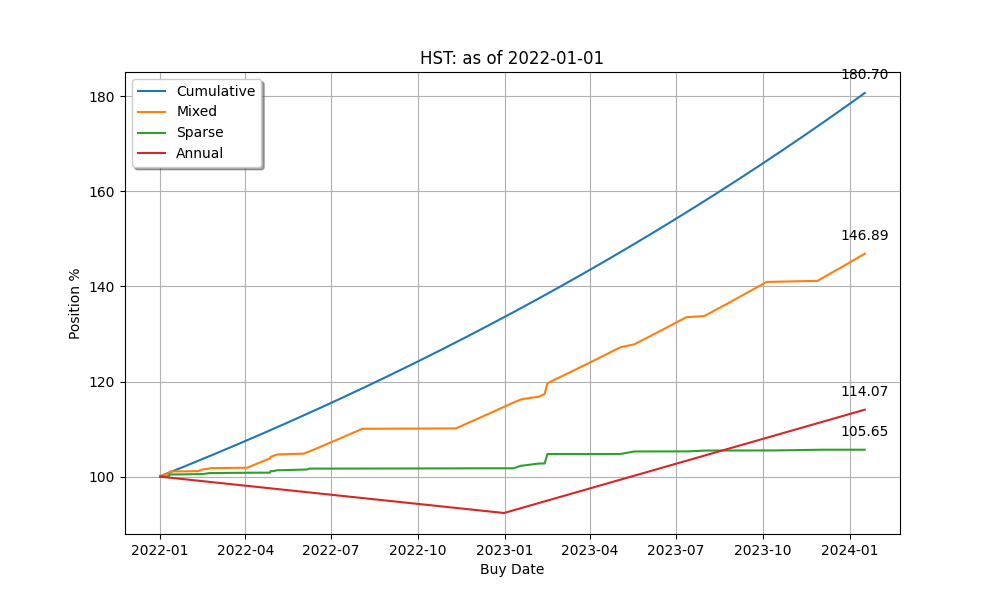 HST: as of 2022-01-01
180.70
180
Cumulative
Mixed
Sparse
Annual
160
146.89
140
Position %
120
114.07
105.65
100
2022-01 2022-04 2022-07 2022-10 2023-01 2023-04 2023-07 2023-10 2024-01
Buy Date